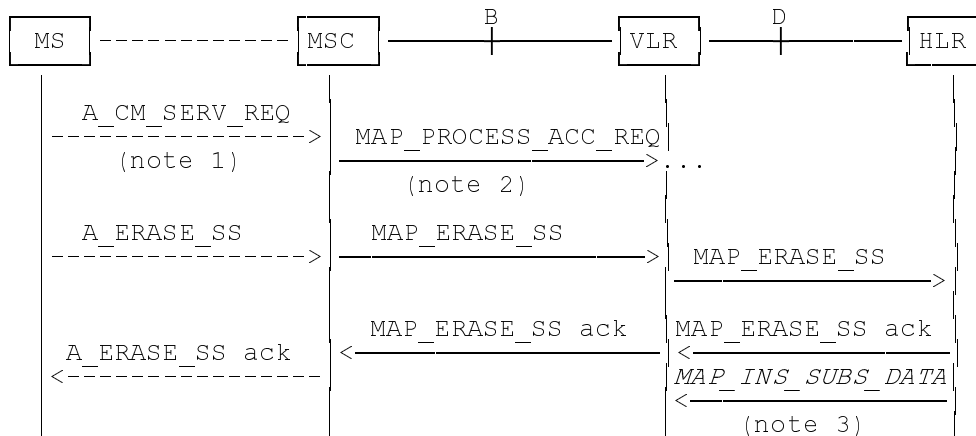 B D
MS MSC VLR HLR
A_CM_SERV_REQ
(note 1)
MAP_PROCESS_ACC_REQ
...
(note 2)
A_ERASE_SS MAP_ERASE_SS
MAP_ERASE_SS
MAP_ERASE_SS ack MAP_ERASE_SS ack
A_ERASE_SS ack
MAP_INS_SUBS_DATA
(note 3)